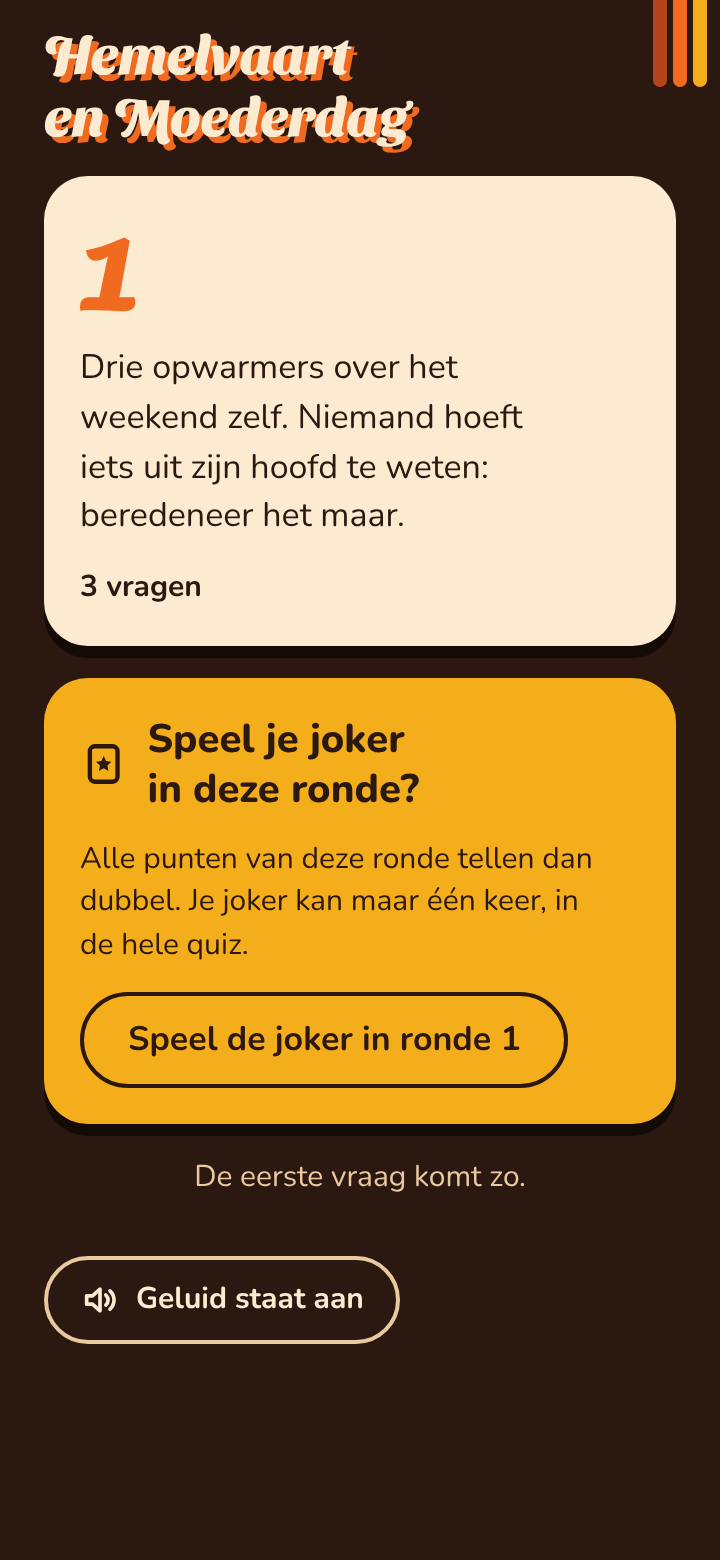 Hemelvaart
en Moederdag
1
Drie opwarmers over het
weekend zelf. Niemand hoeft
iets uit zijn hoofd te weten:
beredeneer het maar.
3 vragen
Speel je joker
in deze ronde?
Alle punten van deze ronde tellen dan
dubbel. Je joker kan maar één keer, in
de hele quiz.
Speel de joker in ronde 1
De eerste vraag komt zo.
Geluid staat aan